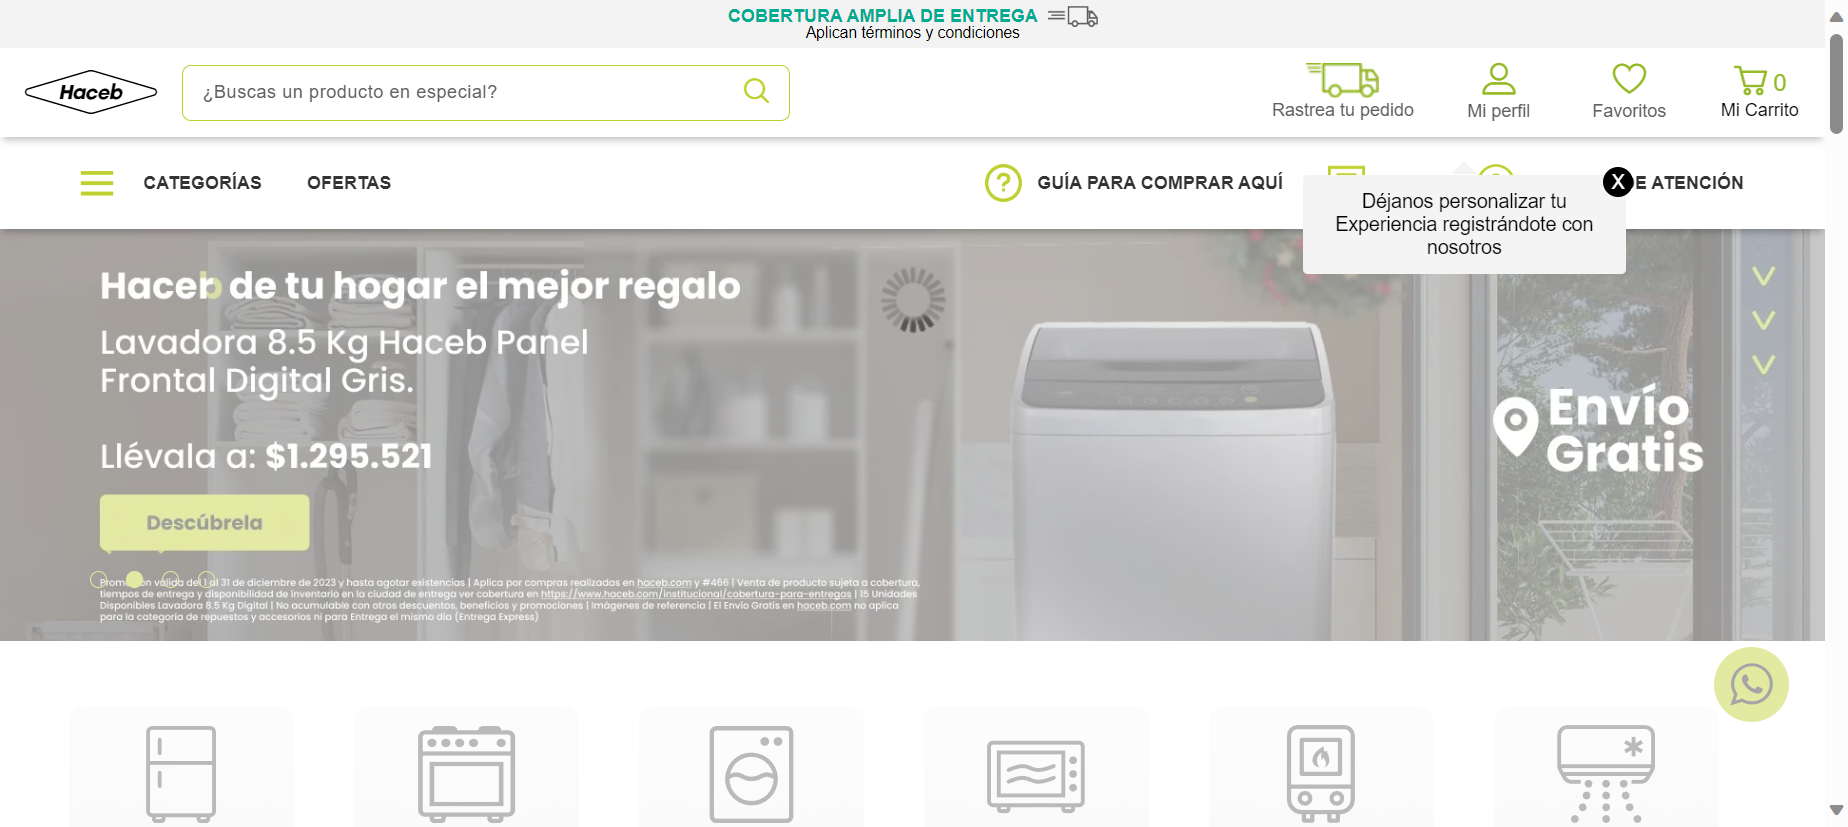 COBERTURA AMPLIA DE ENTREGA
Aplican términos y condiciones
Haceb
¿Buscas un producto en especial?
Rastrea tu pedido
Mi perfil
Favoritos
0
Mi Carrito
CATEGORÍAS
OFERTAS
GUÍA PARA COMPRAR AQUÍ
E ATENCIÓN
X
Déjanos personalizar tu
Experiencia registrándote con
nosotros
Haceb de tu hogar el mejor regalo
Lavadora 8.5 Kg Haceb Panel
Frontal Digital Gris.
Llévala a: $1.295.521
Descúbrela
Envío
Gratis
Promoción válida del 1 al 31 de diciembre de 2023 y hasta agotar existencias | Aplica por compras realizadas en haceb.com y #466 | Venta de producto sujeta a cobertura,
tiempos de entrega y disponibilidad de inventario en la ciudad de entrega ver cobertura en https://www.haceb.com/institucional/cobertura-para-entregas | 15 Unidades
Disponibles Lavadora 8.5 Kg Digital | No acumulable con otros descuentos, beneficios y promociones | Imágenes de referencia | El Envío Gratis en haceb.com no aplica
para la categoría de repuestos y accesorios ni para Entrega el mismo día (Entrega Express)